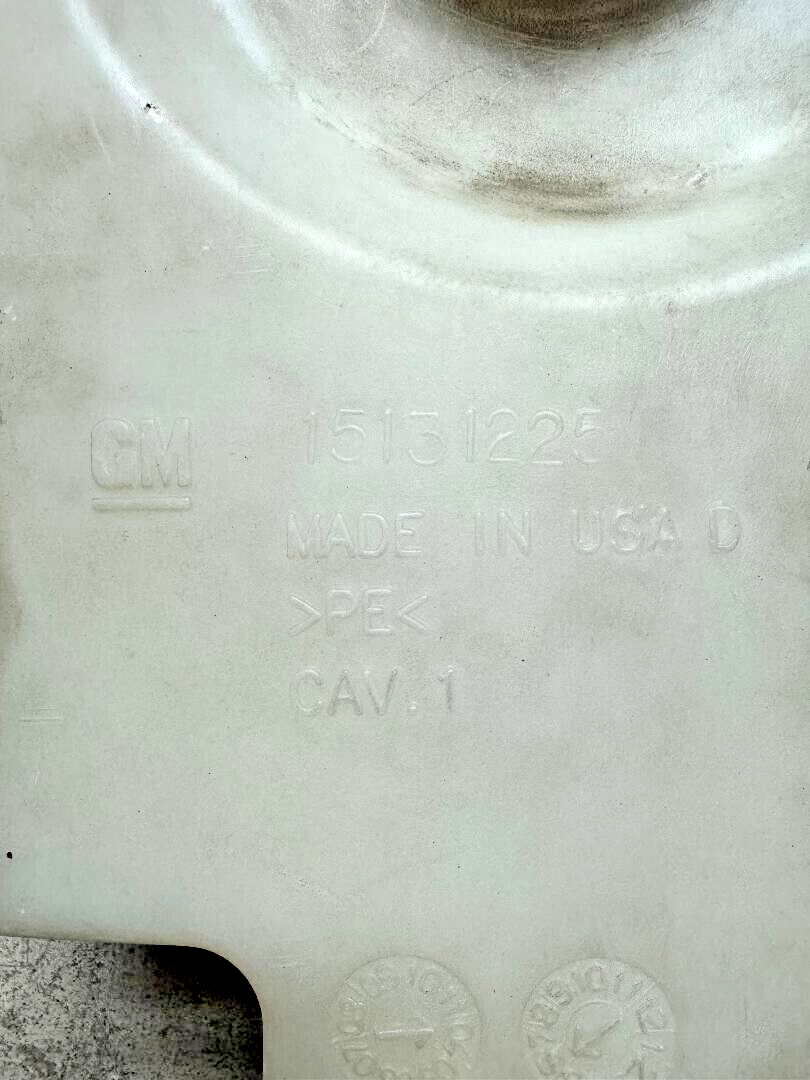 GM 15131225
MADE IN USA D
>PE<
CAV.1